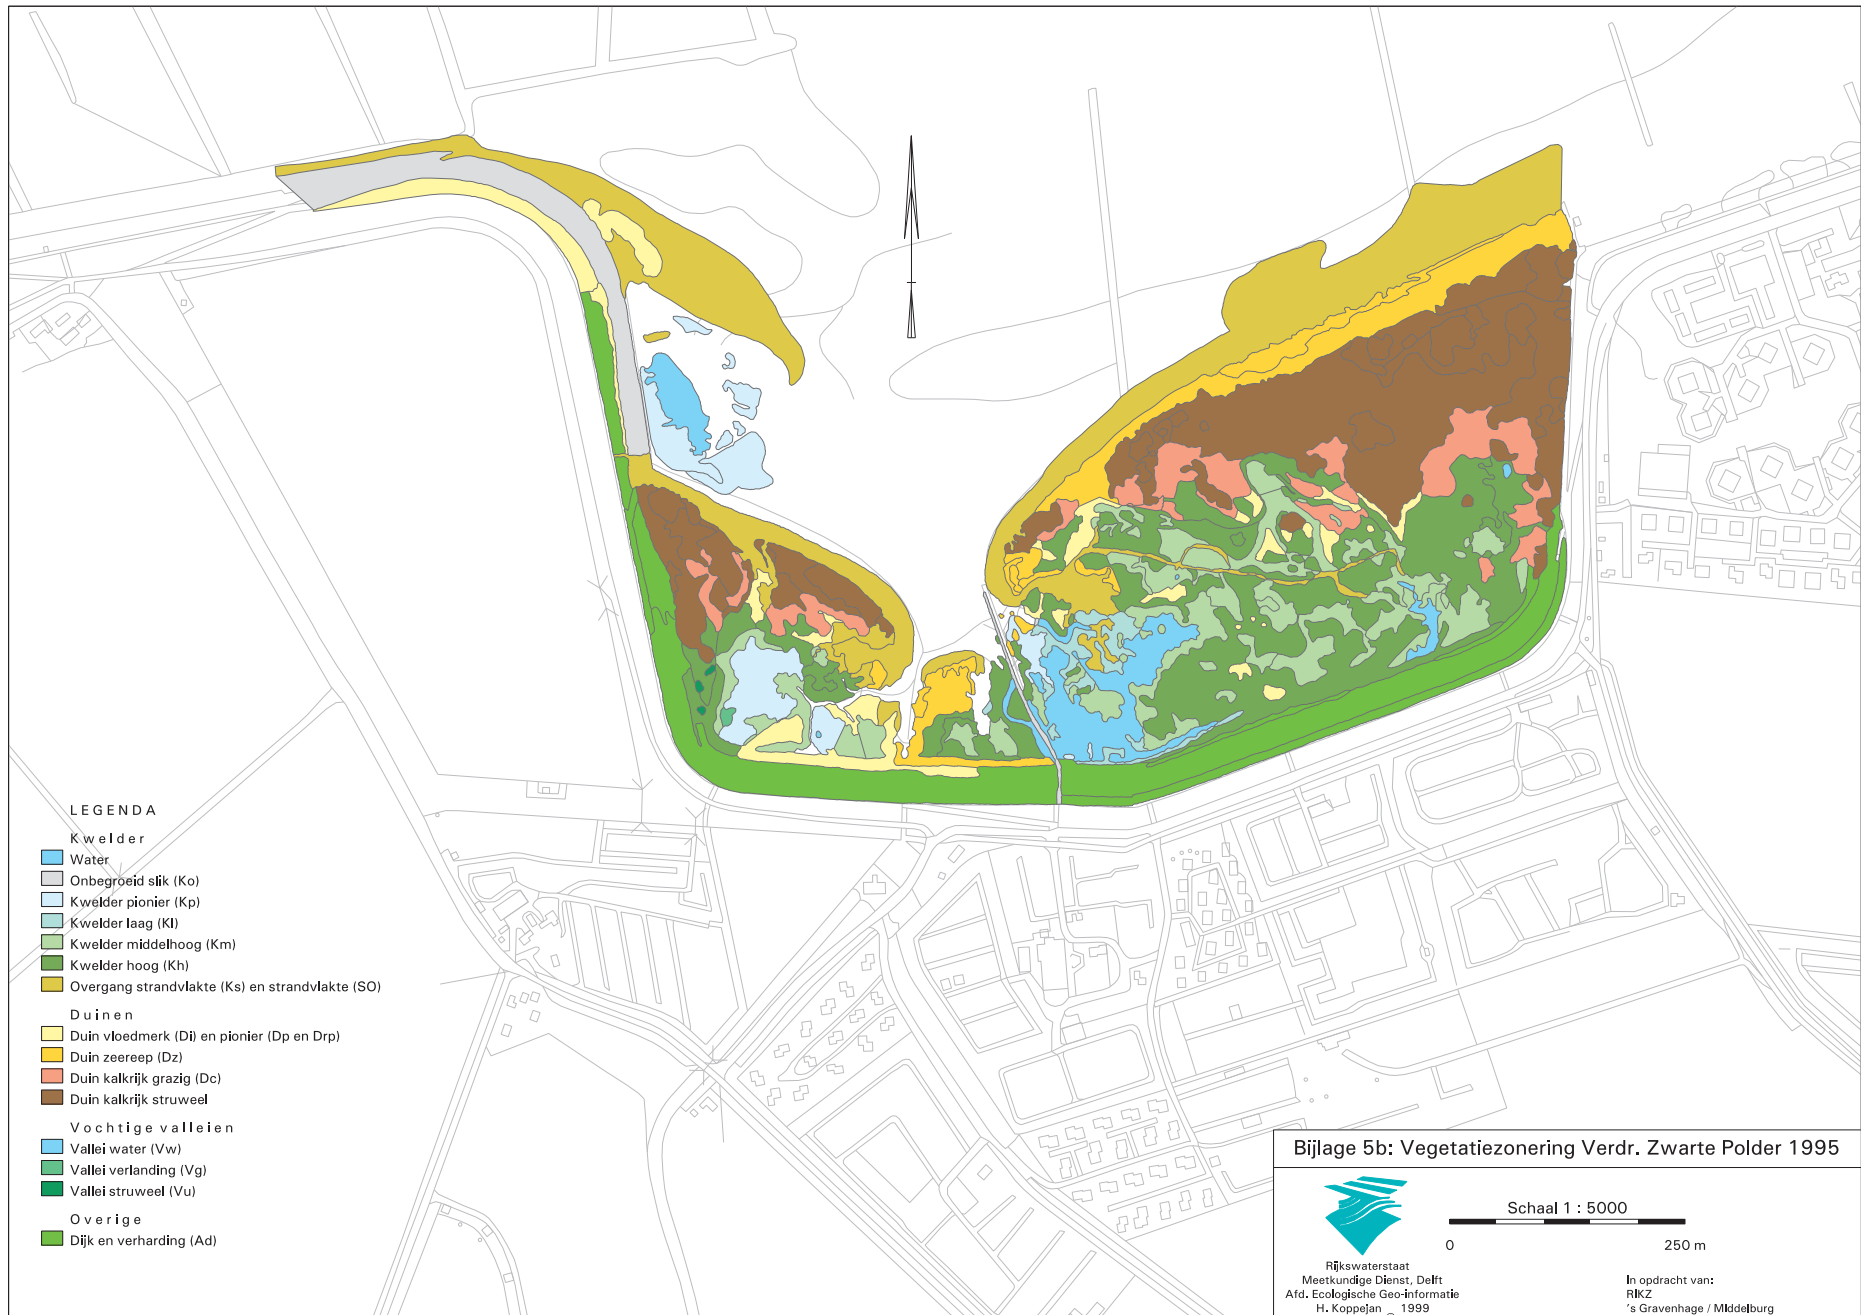 LEGENDA
Kwelder
Water
Onbegroeid slik (Ko)
Kwelder pionier (Kp)
Kwelder laag (Kl)
Kwelder middelhoog (Km)
Kwelder hoog (Kh)
Overgang strandvlakte (Ks) en strandvlakte (SO)
Duinen
Duin vloedmerk (Di) en pionier (Dp en Drp)
Duin zeereep (Dz)
Duin kalkrijk grazig (Dc)
Duin kalkrijk struweel
Vochtige valleien
Vallei water (Vw)
Vallei verlanding (Vg)
Vallei struweel (Vu)
Overige
Dijk en verharding (Ad)
Bijlage 5b: Vegetatiezonering Verdr. Zwarte Polder 1995
Schaal 1 : 5000
0 250 m
Rijkswaterstaat
Meetkundige Dienst, Delft
Afd. Ecologische Geo-informatie
H. Koppejan 1999
In opdracht van:
RIKZ
's Gravenhage / Middelburg